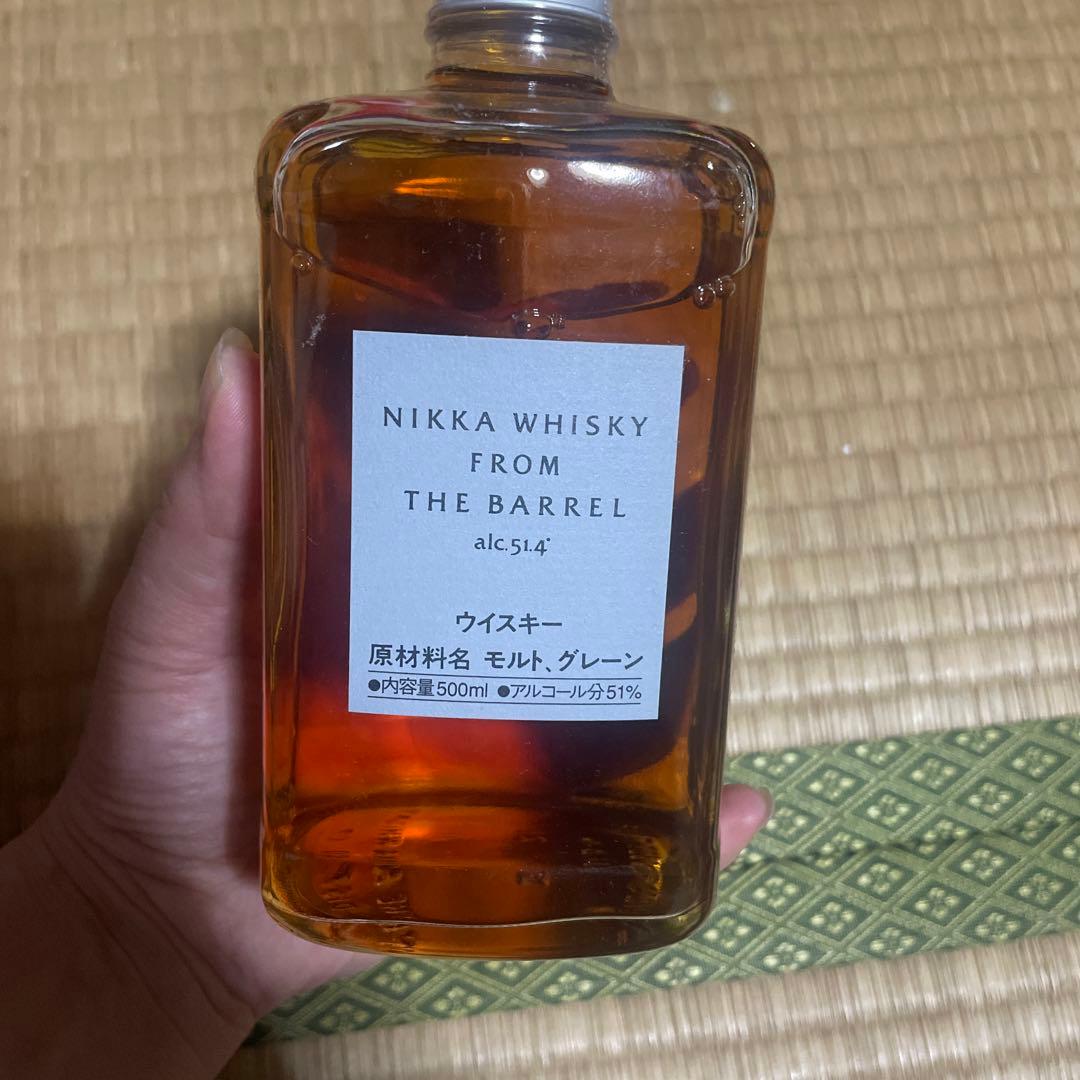 NIKKA WHISKY
FROM
THE BARREL
alc.51.4°
ウイスキー
原材料名 モルト、グレーン
●内容量500ml ●アルコール分51%